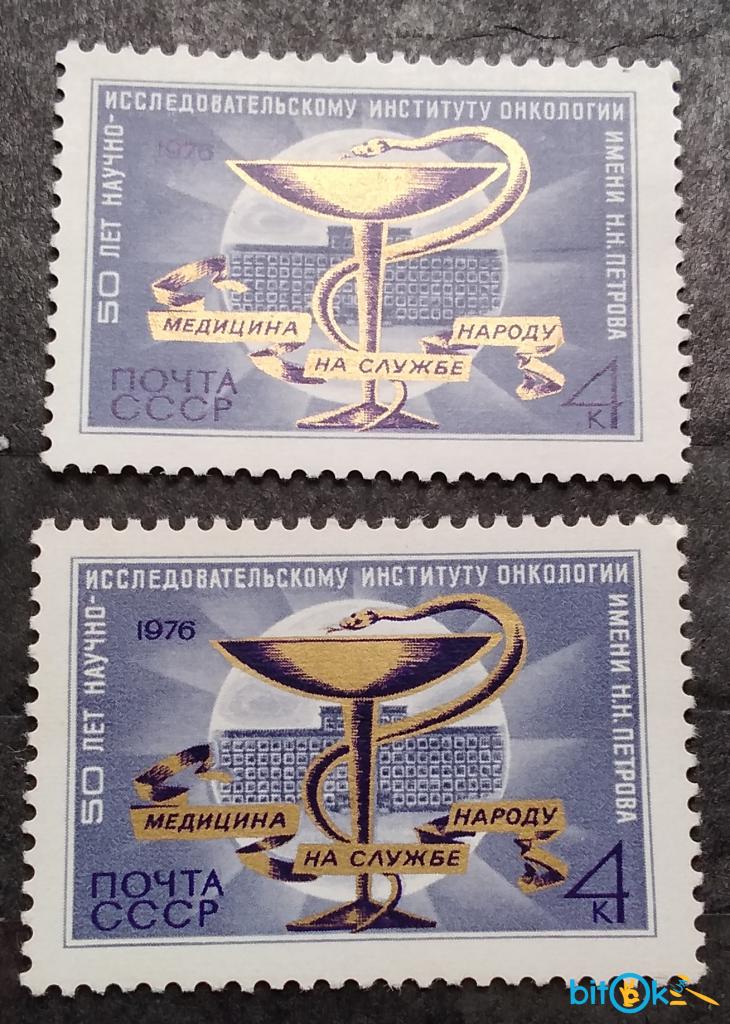 50 ЛЕТ НАУЧНО-
ИССЛЕДОВАТЕЛЬСКОМУ ИНСТИТУТУ ОНКОЛОГИИ
ИМЕНИ Н.Н. ПЕТРОВА
1976
МЕДИЦИНА
НА СЛУЖБЕ
НАРОДУ
ПОЧТА
СССР
4
К
50 ЛЕТ НАУЧНО-
ИССЛЕДОВАТЕЛЬСКОМУ ИНСТИТУТУ ОНКОЛОГИИ
ИМЕНИ Н.Н. ПЕТРОВА
1976
МЕДИЦИНА
НА СЛУЖБЕ
НАРОДУ
ПОЧТА
СССР
4
К
bitok